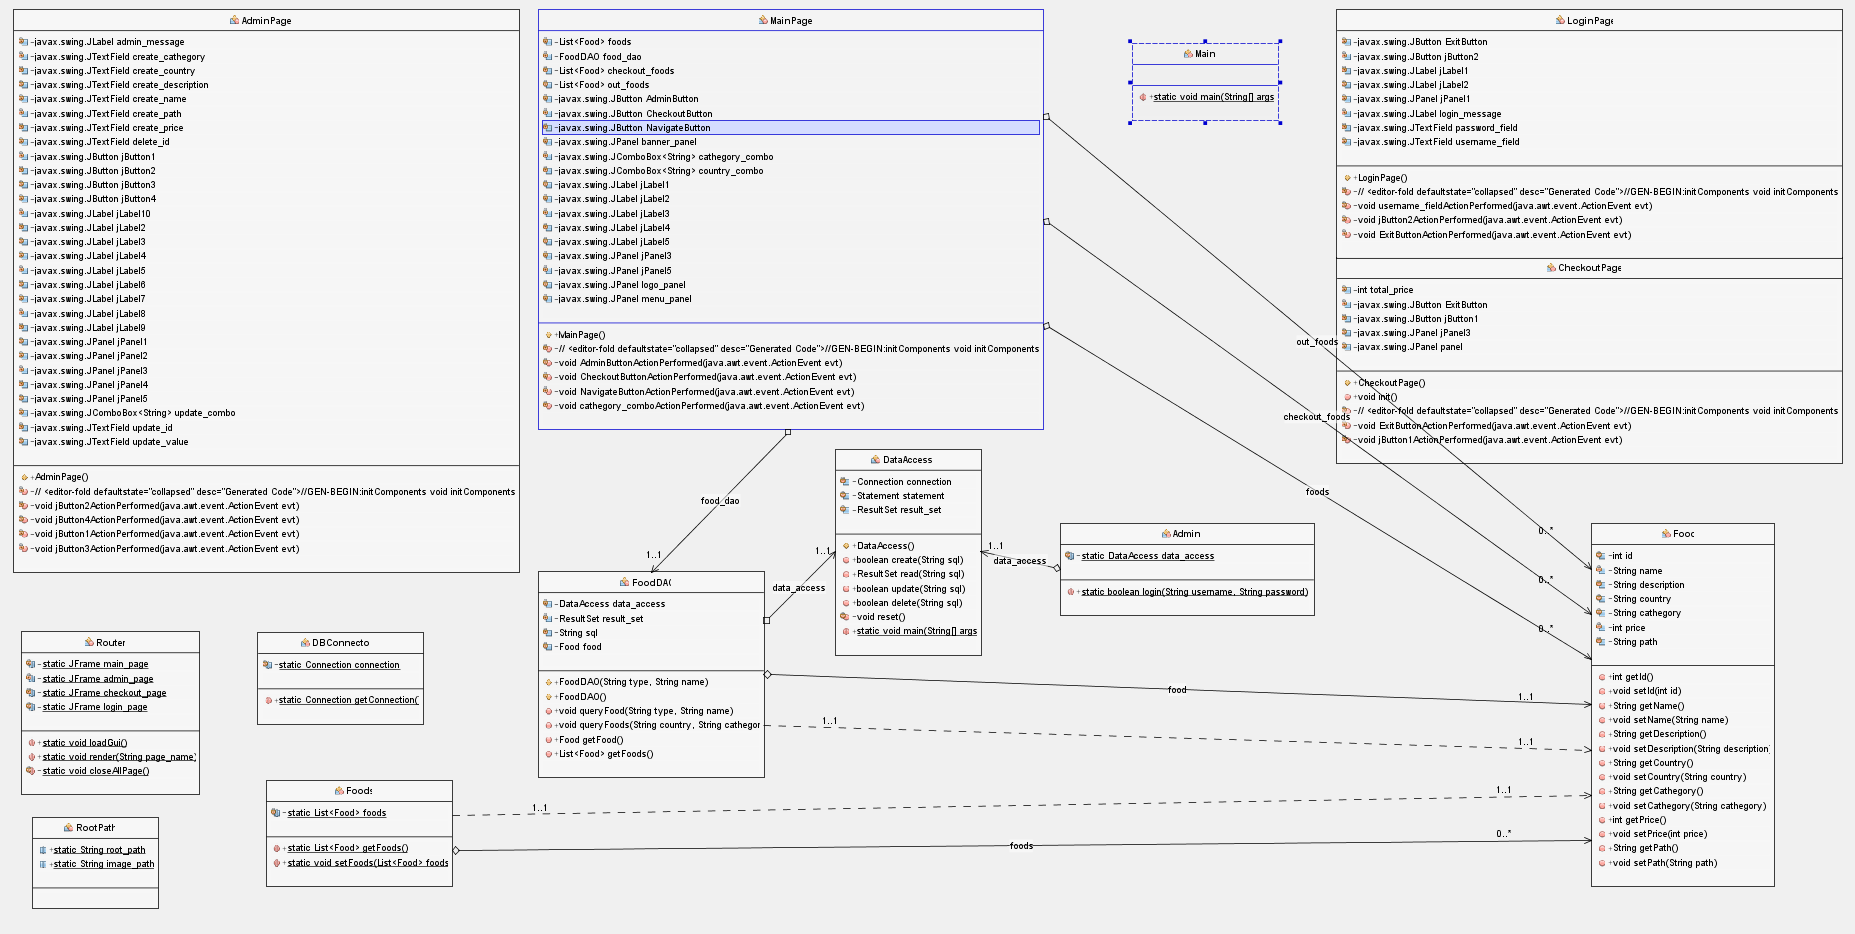 AdminPage
-javax.swing.JLabel admin_message
-javax.swing.JTextField create_cathegory
-javax.swing.JTextField create_country
-javax.swing.JTextField create_description
-javax.swing.JTextField create_name
-javax.swing.JTextField create_path
-javax.swing.JTextField create_price
-javax.swing.JTextField delete_id
-javax.swing.JButton jButton1
-javax.swing.JButton jButton2
-javax.swing.JButton jButton3
-javax.swing.JButton jButton4
-javax.swing.JLabel jLabel10
-javax.swing.JLabel jLabel2
-javax.swing.JLabel jLabel3
-javax.swing.JLabel jLabel4
-javax.swing.JLabel jLabel5
-javax.swing.JLabel jLabel6
-javax.swing.JLabel jLabel7
-javax.swing.JLabel jLabel8
-javax.swing.JLabel jLabel9
-javax.swing.JPanel jPanel1
-javax.swing.JPanel jPanel2
-javax.swing.JPanel jPanel3
-javax.swing.JPanel jPanel4
-javax.swing.JPanel jPanel5
-javax.swing.JComboBox<String> update_combo
-javax.swing.JTextField update_id
-javax.swing.JTextField update_value
+AdminPage()
-// <editor-fold defaultstate="collapsed" desc="Generated Code">//GEN-BEGIN:initComponents void initComponents
-void jButton2ActionPerformed(java.awt.event.ActionEvent evt)
-void jButton4ActionPerformed(java.awt.event.ActionEvent evt)
-void jButton1ActionPerformed(java.awt.event.ActionEvent evt)
-void jButton3ActionPerformed(java.awt.event.ActionEvent evt)
MainPage
-List<Food> foods
-FoodDAO food_dao
-List<Food> checkout_foods
-List<Food> out_foods
-javax.swing.JButton AdminButton
-javax.swing.JButton CheckoutButton
-javax.swing.JButton NavigateButton
-javax.swing.JPanel banner_panel
-javax.swing.JComboBox<String> cathegory_combo
-javax.swing.JComboBox<String> country_combo
-javax.swing.JLabel jLabel1
-javax.swing.JLabel jLabel2
-javax.swing.JLabel jLabel3
-javax.swing.JLabel jLabel4
-javax.swing.JLabel jLabel5
-javax.swing.JPanel jPanel3
-javax.swing.JPanel jPanel5
-javax.swing.JPanel logo_panel
-javax.swing.JPanel menu_panel
+MainPage()
-// <editor-fold defaultstate="collapsed" desc="Generated Code">//GEN-BEGIN:initComponents void initComponents
-void AdminButtonActionPerformed(java.awt.event.ActionEvent evt)
-void CheckoutButtonActionPerformed(java.awt.event.ActionEvent evt)
-void NavigateButtonActionPerformed(java.awt.event.ActionEvent evt)
-void cathegory_comboActionPerformed(java.awt.event.ActionEvent evt)
Main
+static void main(String[] args
LoginPage
-javax.swing.JButton ExitButton
-javax.swing.JButton jButton2
-javax.swing.JLabel jLabel1
-javax.swing.JLabel jLabel2
-javax.swing.JPanel jPanel1
-javax.swing.JLabel login_message
-javax.swing.JTextField password_field
-javax.swing.JTextField username_field
+LoginPage()
-// <editor-fold defaultstate="collapsed" desc="Generated Code">//GEN-BEGIN:initComponents void initComponents
-void username_fieldActionPerformed(java.awt.event.ActionEvent evt)
-void jButton2ActionPerformed(java.awt.event.ActionEvent evt)
-void ExitButtonActionPerformed(java.awt.event.ActionEvent evt)
CheckoutPage
-int total_price
-javax.swing.JButton ExitButton
-javax.swing.JButton jButton1
-javax.swing.JPanel jPanel3
-javax.swing.JPanel panel
+CheckoutPage()
+void init()
-// <editor-fold defaultstate="collapsed" desc="Generated Code">//GEN-BEGIN:initComponents void initComponents
-void ExitButtonActionPerformed(java.awt.event.ActionEvent evt)
-void jButton1ActionPerformed(java.awt.event.ActionEvent evt)
out_foods
checkout_foods
foods
0..*
0..*
0..*
food_dao
1..1
DataAccess
-Connection connection
-Statement statement
-ResultSet result_set
+DataAccess()
+boolean create(String sql)
+ResultSet read(String sql)
+boolean update(String sql)
+boolean delete(String sql)
-void reset()
+static void main(String[] args
1..1
data_access
1..1
data_access
Admin
-static DataAccess data_access
+static boolean login(String username, String password)
FoodDAO
-DataAccess data_access
-ResultSet result_set
-String sql
-Food food
+FoodDAO(String type, String name)
+FoodDAO()
+void queryFood(String type, String name)
+void queryFoods(String country, String cathegor
+Food getFood()
+List<Food> getFoods()
food
1..1
1..1
1..1
Food
-int id
-String name
-String description
-String country
-String cathegory
-int price
-String path
+int getId()
+void setId(int id)
+String getName()
+void setName(String name)
+String getDescription()
+void setDescription(String description)
+String getCountry()
+void setCountry(String country)
+String getCathegory()
+void setCathegory(String cathegory)
+int getPrice()
+void setPrice(int price)
+String getPath()
+void setPath(String path)
Router
-static JFrame main_page
-static JFrame admin_page
-static JFrame checkout_page
-static JFrame login_page
+static void loadGui()
+static void render(String page_name)
-static void closeAllPage()
DBConnecto
-static Connection connection
+static Connection getConnection(
Foods
-static List<Food> foods
+static List<Food> getFoods()
+static void setFoods(List<Food> foods
1..1
1..1
foods
0..*
RootPath
+static String root_path
+static String image_path